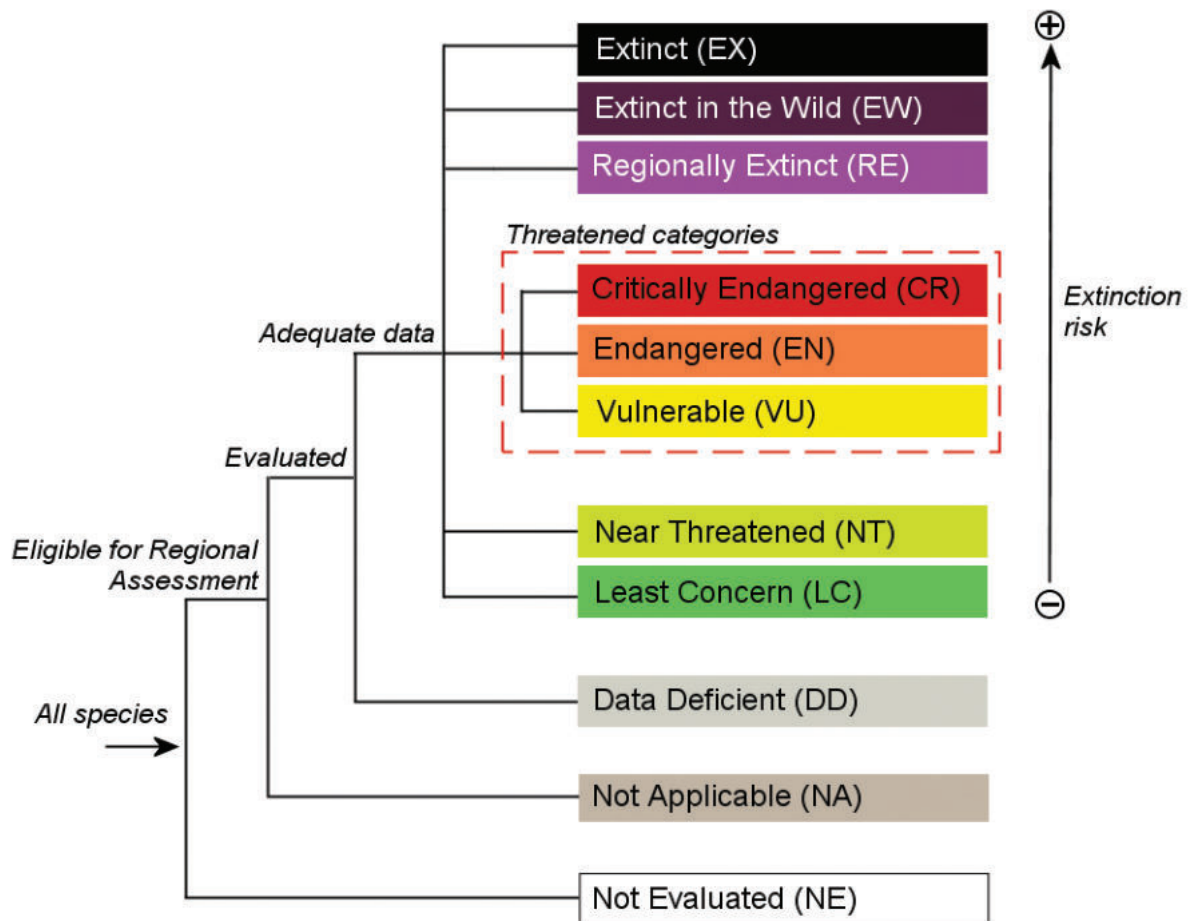 Extinct (EX)
Extinct in the Wild (EW)
Regionally Extinct (RE)
Threatened categories
Critically Endangered (CR)
Extinction
risk
Adequate data
Endangered (EN)
Vulnerable (VU)
Evaluated
Near Threatened (NT)
Eligible for Regional
Assessment
Least Concern (LC)
Data Deficient (DD)
All species
Not Applicable (NA)
Not Evaluated (NE)